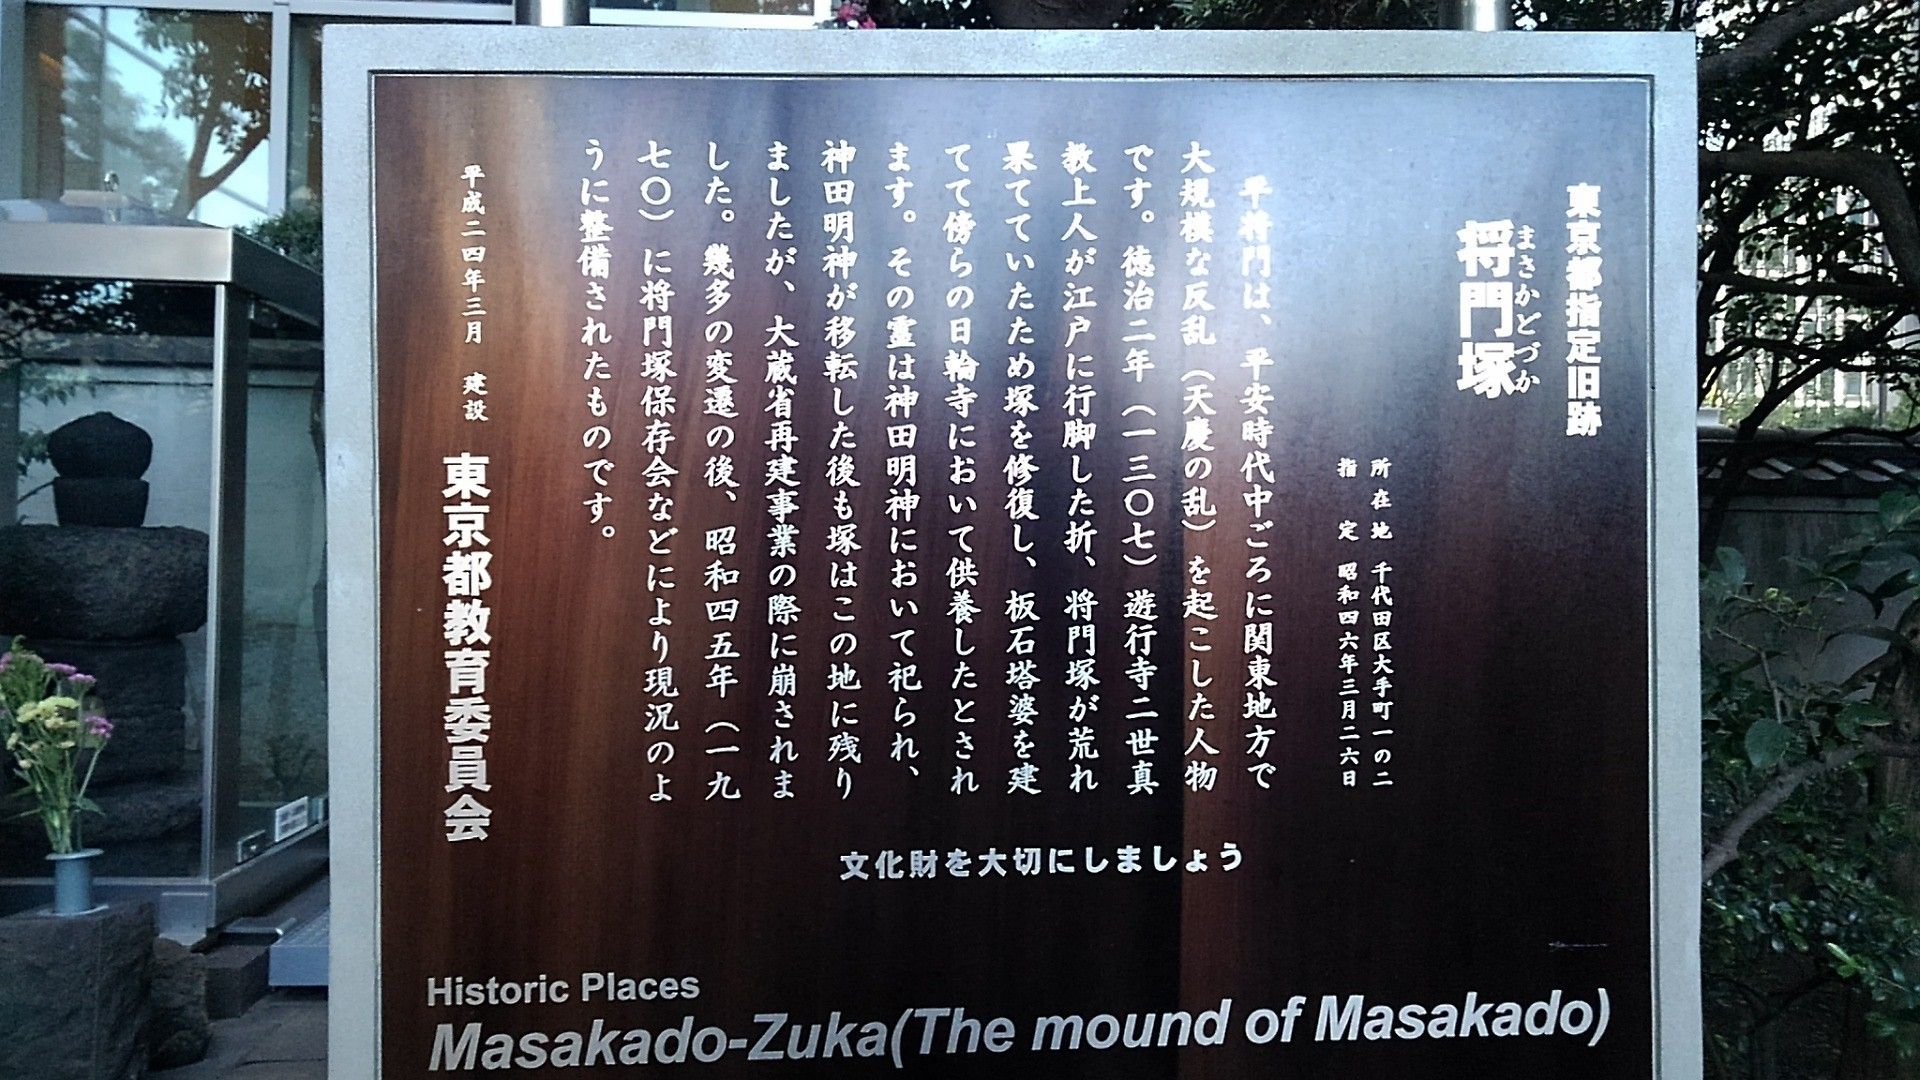 東京都指定旧跡
将門塚
まさかどづか
所在地 千代田区大手町一の二
指定 昭和四六年三月二六日
平将門は、平安時代中ごろに関東地方で
大規模な反乱（天慶の乱）を起こした人物
です。徳治二年（一三〇七）遊行寺二世真
教上人が江戸に行脚した折、将門塚が荒れ
果てていたため塚を修復し、板石塔婆を建
てて傍らの日輪寺において供養したとされ
ます。その霊は神田明神において祀られ、
神田明神が移転した後も塚はこの地に残り
ましたが、大蔵省再建事業の際に崩されま
した。幾多の変遷の後、昭和四五年（一九
七〇）に将門塚保存会などにより現況のよ
うに整備されたものです。
平成二四年三月 建設
東京都教育委員会
文化財を大切にしましょう
Historic Places
Masakado-Zuka(The mound of Masakado)